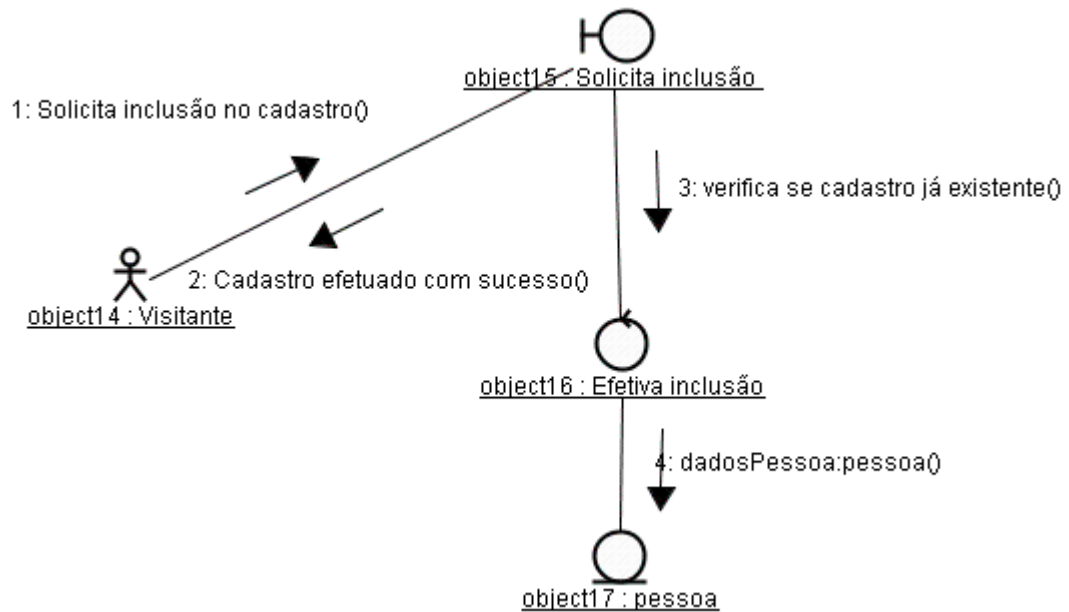 object15 : Solicita inclusão
1: Solicita inclusão no cadastro()
3: verifica se cadastro já existente()
2: Cadastro efetuado com sucesso()
object14 : Visitante
object16 : Efetiva inclusão
4: dadosPessoa:pessoa()
object17 : pessoa